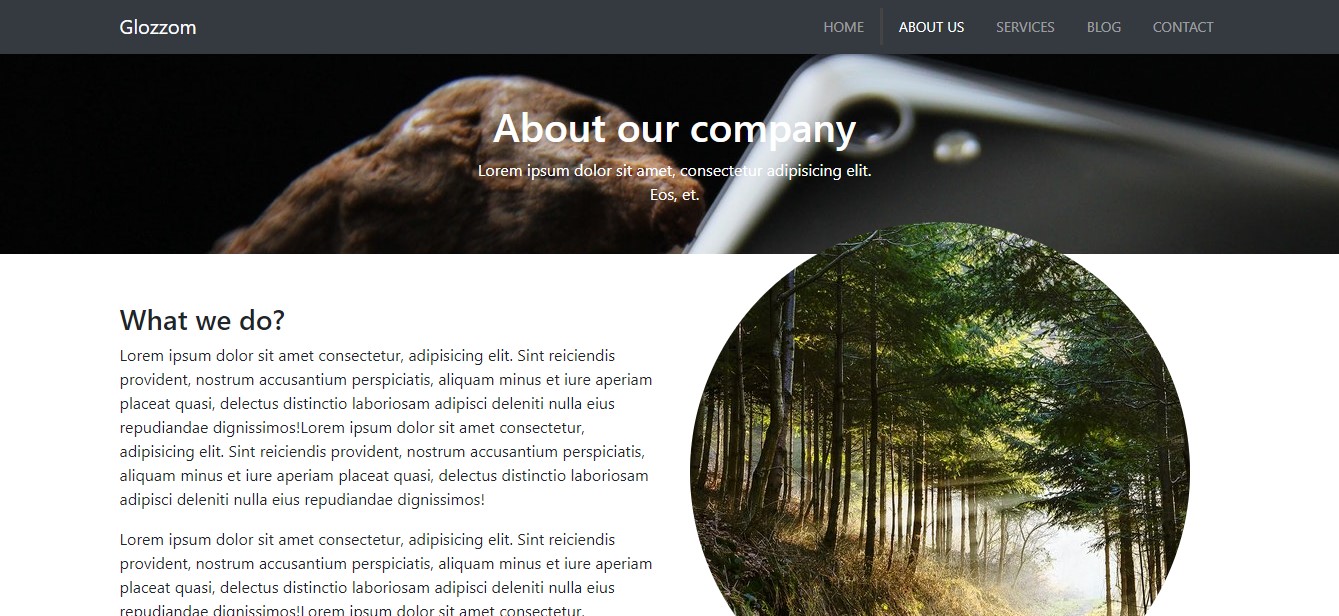 Glozzom
HOME
ABOUT US
SERVICES
BLOG
CONTACT
About our company
Lorem ipsum dolor sit amet, consectetur adipisicing elit.
Eos, et.
What we do?
Lorem ipsum dolor sit amet consectetur, adipisicing elit. Sint reiciendis
provident, nostrum accusantium perspiciatis, aliquam minus et iure aperiam
placeat quasi, delectus distinctio laboriosam adipisci deleniti nulla eius
repudiandae dignissimos!Lorem ipsum dolor sit amet consectetur,
adipisicing elit. Sint reiciendis provident, nostrum accusantium perspiciatis,
aliquam minus et iure aperiam placeat quasi, delectus distinctio laboriosam
adipisci deleniti nulla eius repudiandae dignissimos!
Lorem ipsum dolor sit amet consectetur, adipisicing elit. Sint reiciendis
provident, nostrum accusantium perspiciatis, aliquam minus et iure aperiam
placeat quasi, delectus distinctio laboriosam adipisci deleniti nulla eius
repudiandae dignissimos!Lorem ipsum dolor sit amet consectetur,